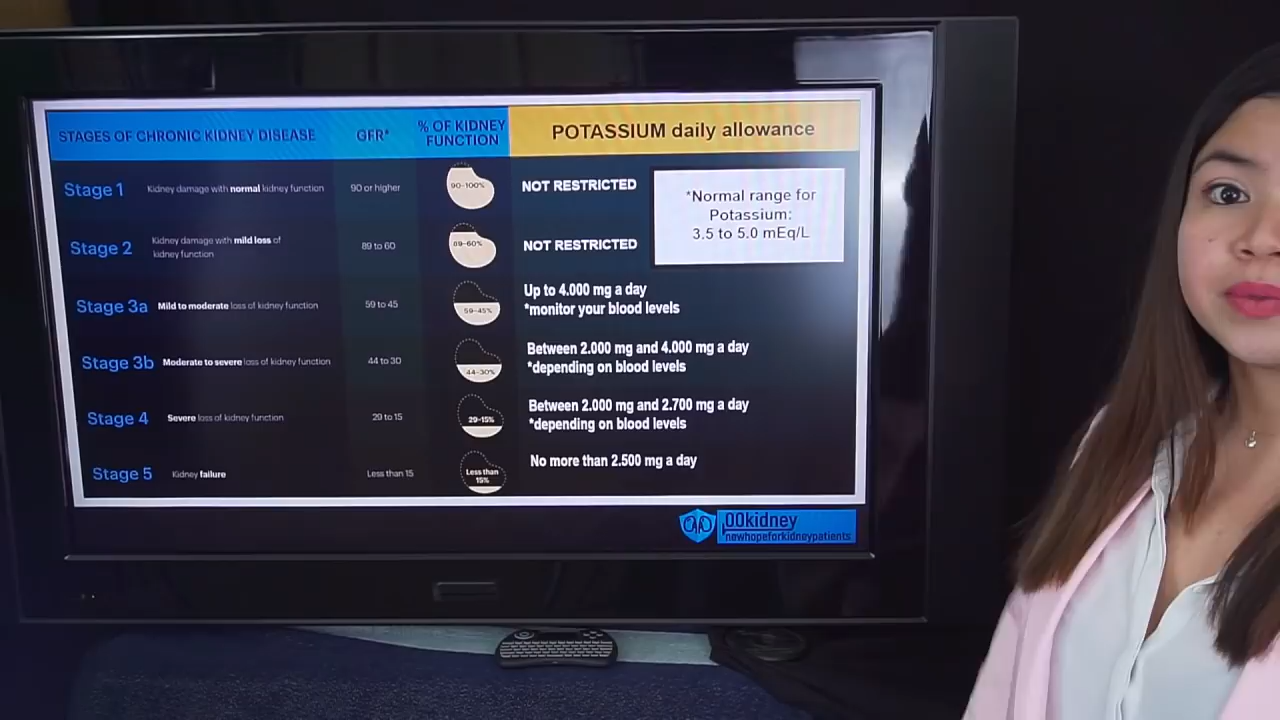 STAGES OF CHRONIC KIDNEY DISEASE
GFR*
% OF KIDNEY
FUNCTION
POTASSIUM daily allowance
Stage 1
Kidney damage with normal kidney function
90 or higher
90-100%
NOT RESTRICTED
*Normal range for
Potassium:
3.5 to 5.0 mEq/L
Stage 2
Kidney damage with mild loss of
kidney function
89 to 60
89-60%
NOT RESTRICTED
Stage 3a
Mild to moderate loss of kidney function
59 to 45
59-45%
Up to 4.000 mg a day
*monitor your blood levels
Stage 3b
Moderate to severe loss of kidney function
44 to 30
44-30%
Between 2.000 mg and 4.000 mg a day
*depending on blood levels
Stage 4
Severe loss of kidney function
29 to 15
29-15%
Between 2.000 mg and 2.700 mg a day
*depending on blood levels
Stage 5
Kidney failure
Less than 15
Less than
15%
No more than 2.500 mg a day
00kidney
newhopeforkidneypatients